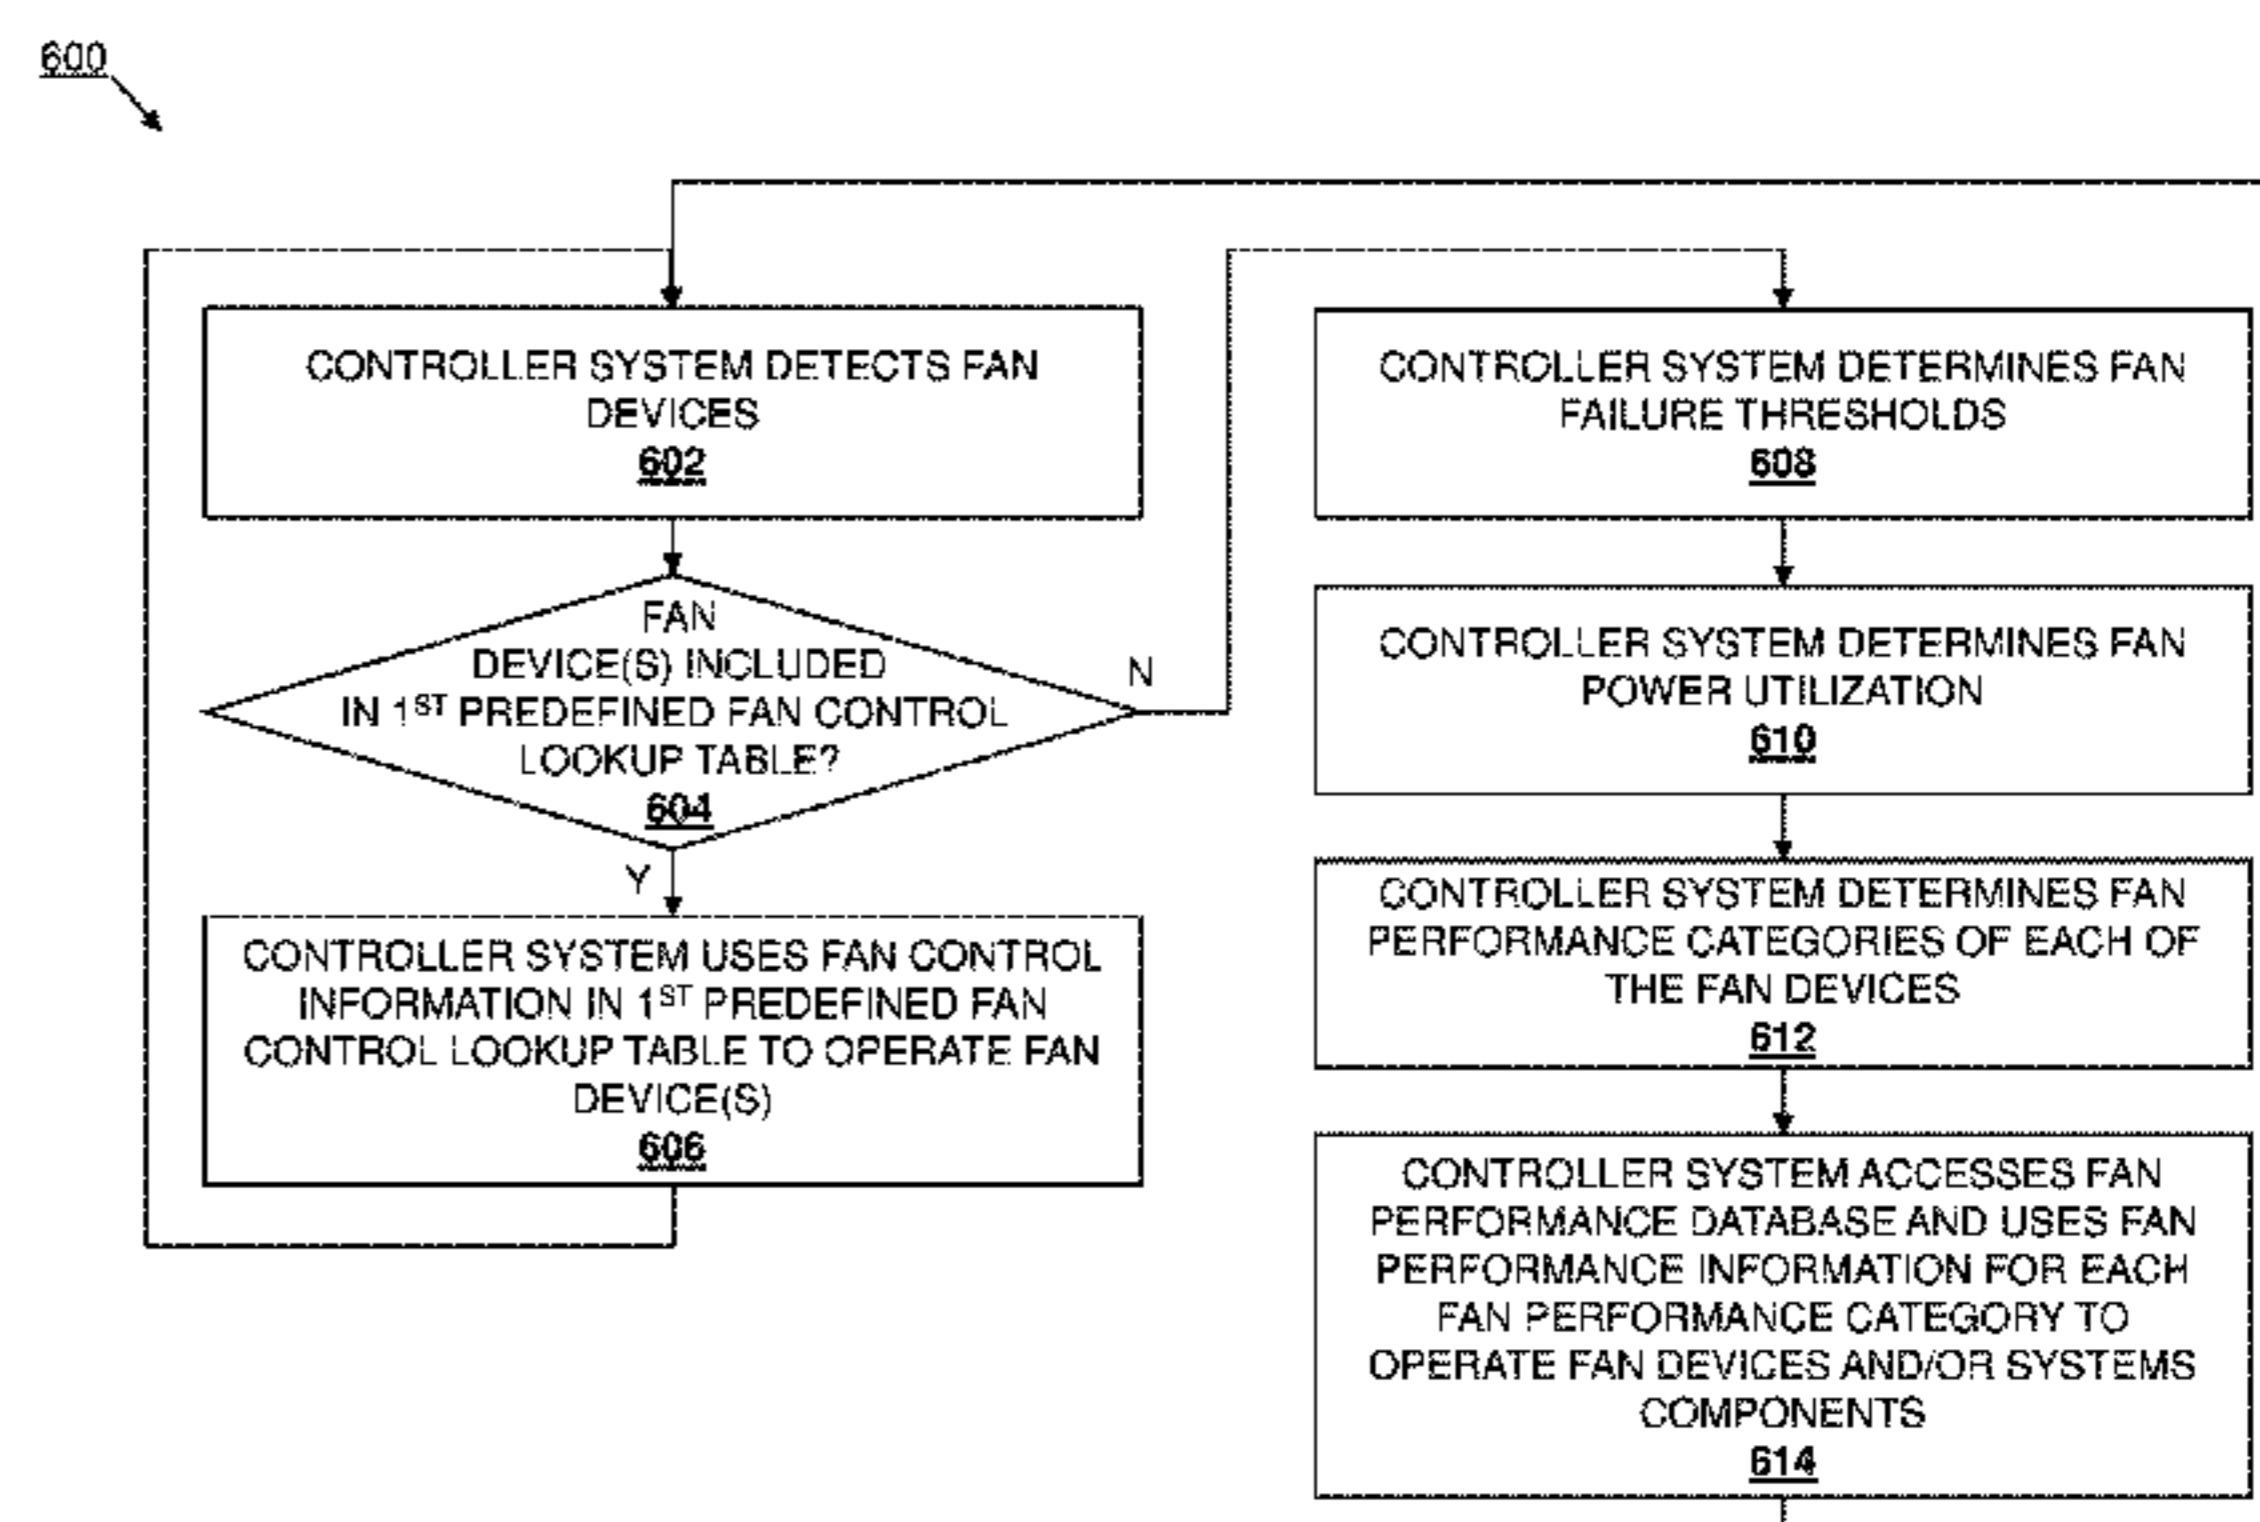 600
CONTROLLER SYSTEM DETECTS FAN
DEVICES
602
FAN
DEVICE(S) INCLUDED
IN 1ST PREDEFINED FAN CONTROL
LOOKUP TABLE?
604
N
Y
CONTROLLER SYSTEM USES FAN CONTROL
INFORMATION IN 1ST PREDEFINED FAN
CONTROL LOOKUP TABLE TO OPERATE FAN
DEVICE(S)
606
CONTROLLER SYSTEM DETERMINES FAN
FAILURE THRESHOLDS
608
CONTROLLER SYSTEM DETERMINES FAN
POWER UTILIZATION
610
CONTROLLER SYSTEM DETERMINES FAN
PERFORMANCE CATEGORIES OF EACH OF
THE FAN DEVICES
612
CONTROLLER SYSTEM ACCESSES FAN
PERFORMANCE DATABASE AND USES FAN
PERFORMANCE INFORMATION FOR EACH
FAN PERFORMANCE CATEGORY TO
OPERATE FAN DEVICES AND/OR SYSTEMS
COMPONENTS
614